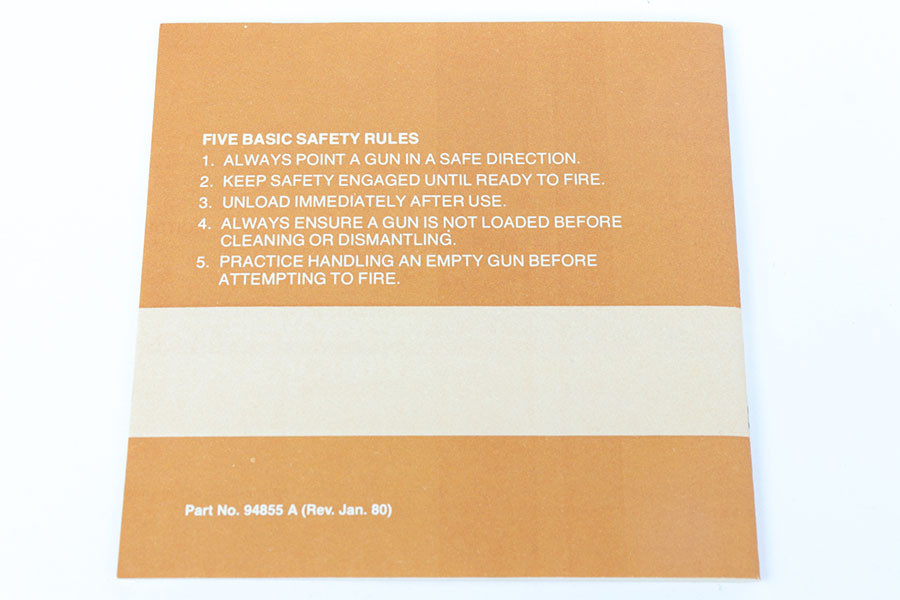 FIVE BASIC SAFETY RULES
1. ALWAYS POINT A GUN IN A SAFE DIRECTION.
2. KEEP SAFETY ENGAGED UNTIL READY TO FIRE.
3. UNLOAD IMMEDIATELY AFTER USE.
4. ALWAYS ENSURE A GUN IS NOT LOADED BEFORE
CLEANING OR DISMANTLING.
5. PRACTICE HANDLING AN EMPTY GUN BEFORE
ATTEMPTING TO FIRE.
Part No. 94855 A (Rev. Jan. 80)